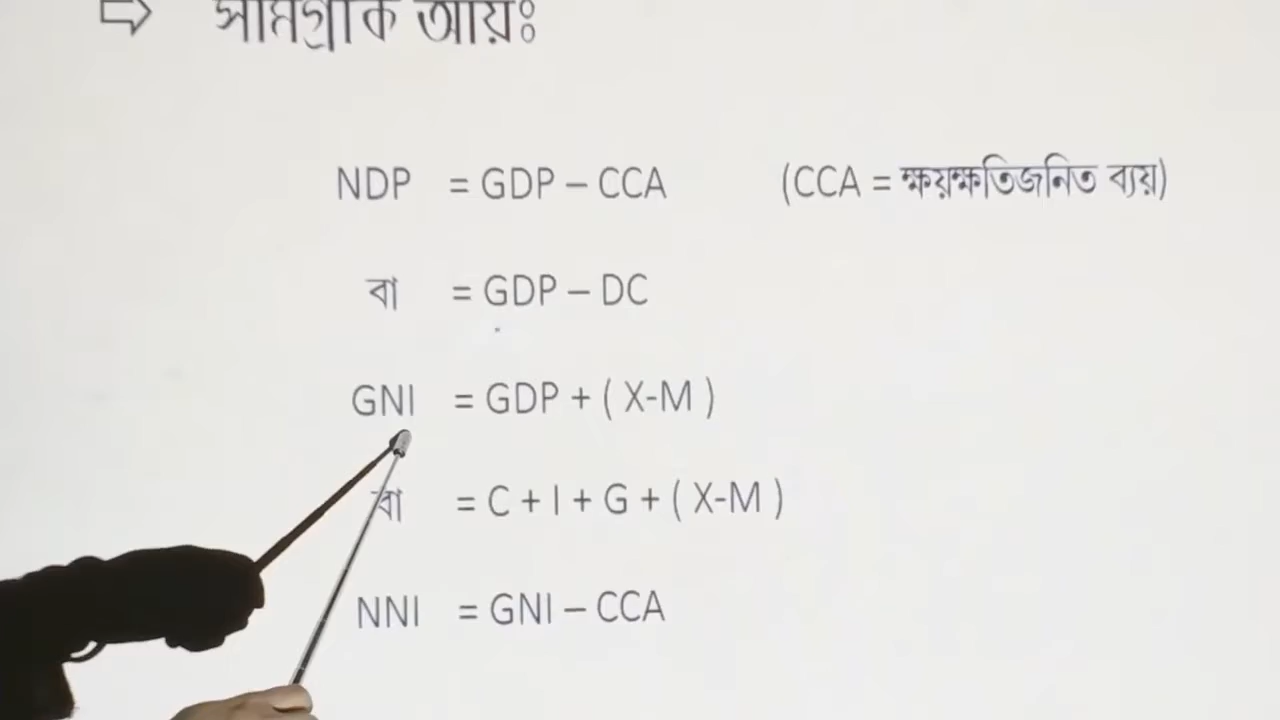 ⇨ সামগ্রীক আয়ঃ
NDP = GDP – CCA (CCA = ক্ষয়ক্ষতিজনিত ব্যয়)
বা = GDP – DC
GNI = GDP + ( X-M )
বা = C + I + G + ( X-M )
NNI = GNI – CCA